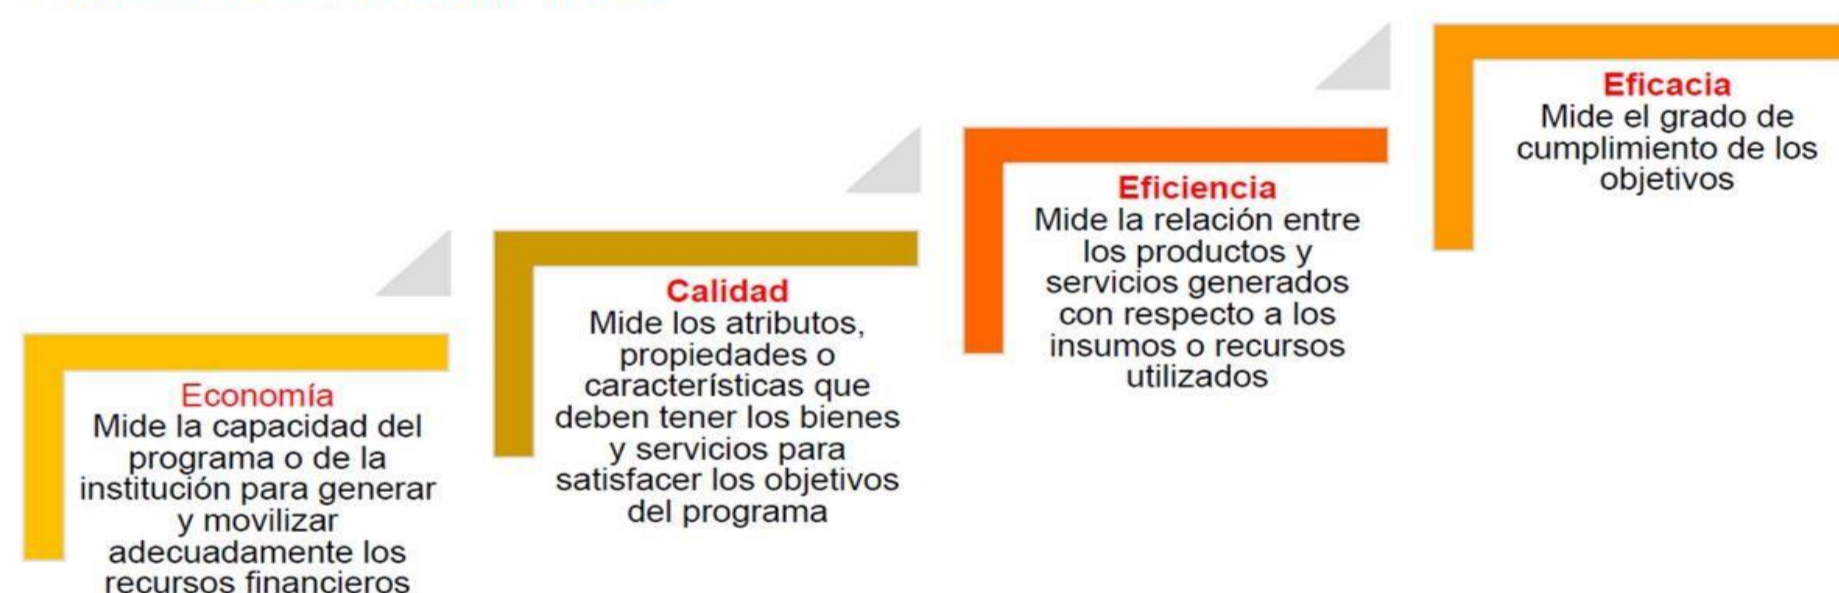 Economía
Mide la capacidad del
programa o de la
institución para generar
y movilizar
adecuadamente los
recursos financieros
Calidad
Mide los atributos,
propiedades o
características que
deben tener los bienes
y servicios para
satisfacer los objetivos
del programa
Eficiencia
Mide la relación entre
los productos y
servicios generados
con respecto a los
insumos o recursos
utilizados
Eficacia
Mide el grado de
cumplimiento de los
objetivos